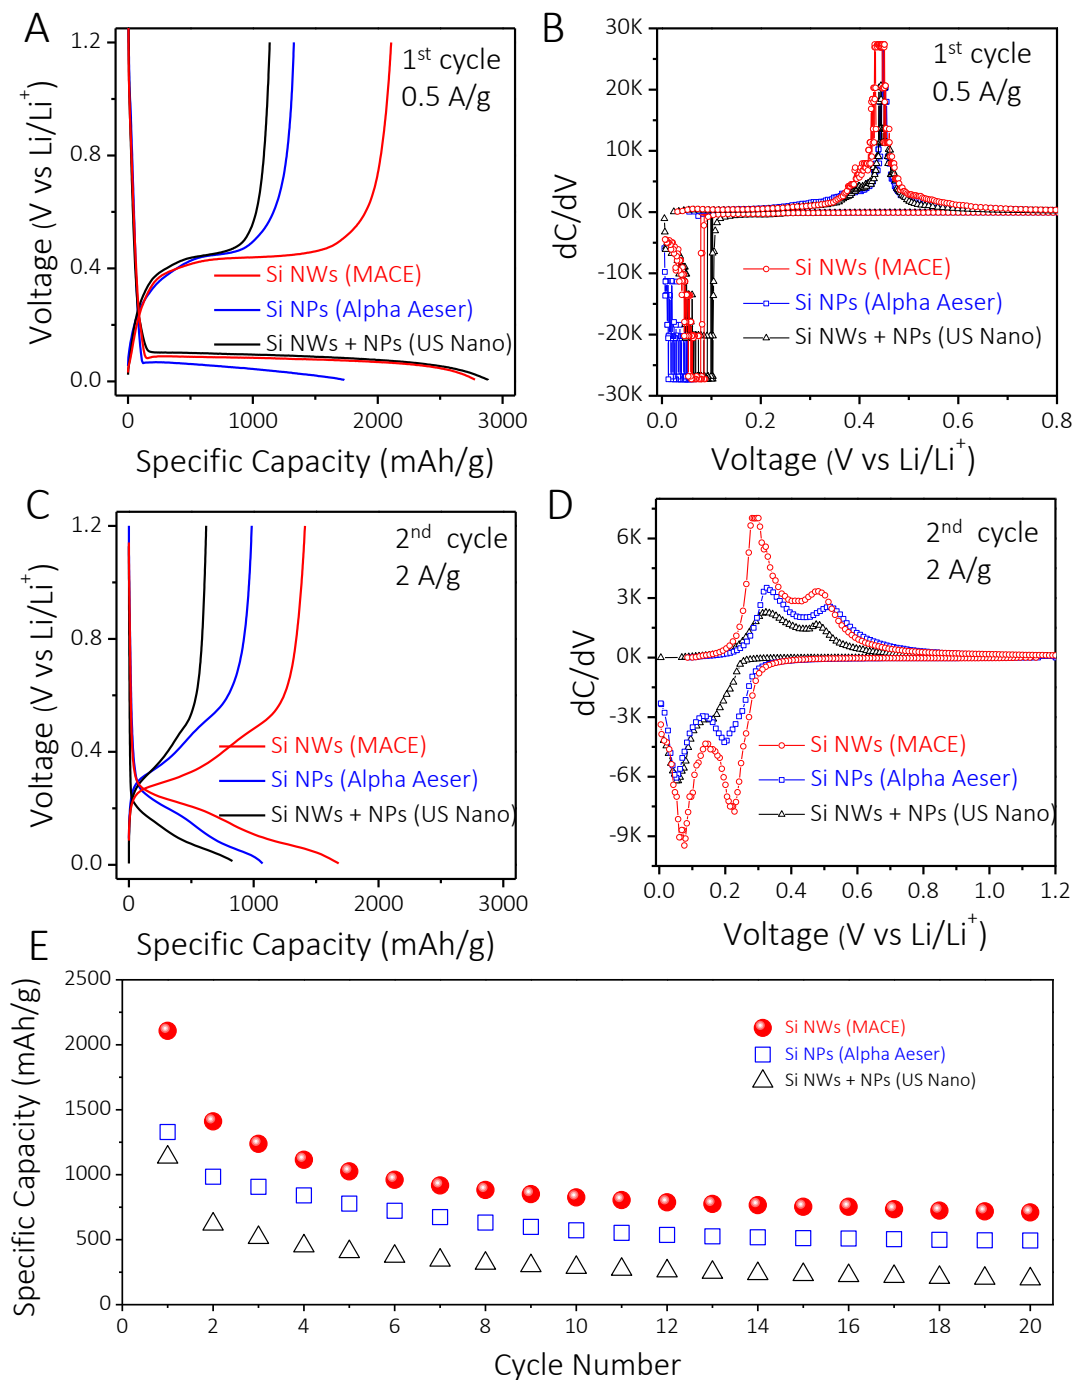 A
1st cycle
0.5 A/g
Voltage (V vs Li/Li+)
1.2
0.8
0.4
0.0
Si NWs (MACE)
Si NPs (Alpha Aeser)
Si NWs + NPs (US Nano)
0 1000 2000 3000
Specific Capacity (mAh/g)
B
1st cycle
0.5 A/g
dC/dV
30K
20K
10K
0K
-10K
-20K
-30K
Si NWs (MACE)
Si NPs (Alpha Aeser)
Si NWs + NPs (US Nano)
0.0 0.2 0.4 0.6 0.8
Voltage (V vs Li/Li+)
C
2nd cycle
2 A/g
Voltage (V vs Li/Li+)
1.2
0.8
0.4
0.0
Si NWs (MACE)
Si NPs (Alpha Aeser)
Si NWs + NPs (US Nano)
0 1000 2000 3000
Specific Capacity (mAh/g)
D
2nd cycle
2 A/g
dC/dV
6K
3K
0K
-3K
-6K
-9K
Si NWs (MACE)
Si NPs (Alpha Aeser)
Si NWs + NPs (US Nano)
0.0 0.2 0.4 0.6 0.8 1.0 1.2
Voltage (V vs Li/Li+)
E
Specific Capacity (mAh/g)
2500
2000
1500
1000
500
0
Si NWs (MACE)
Si NPs (Alpha Aeser)
Si NWs + NPs (US Nano)
0 2 4 6 8 10 12 14 16 18 20
Cycle Number